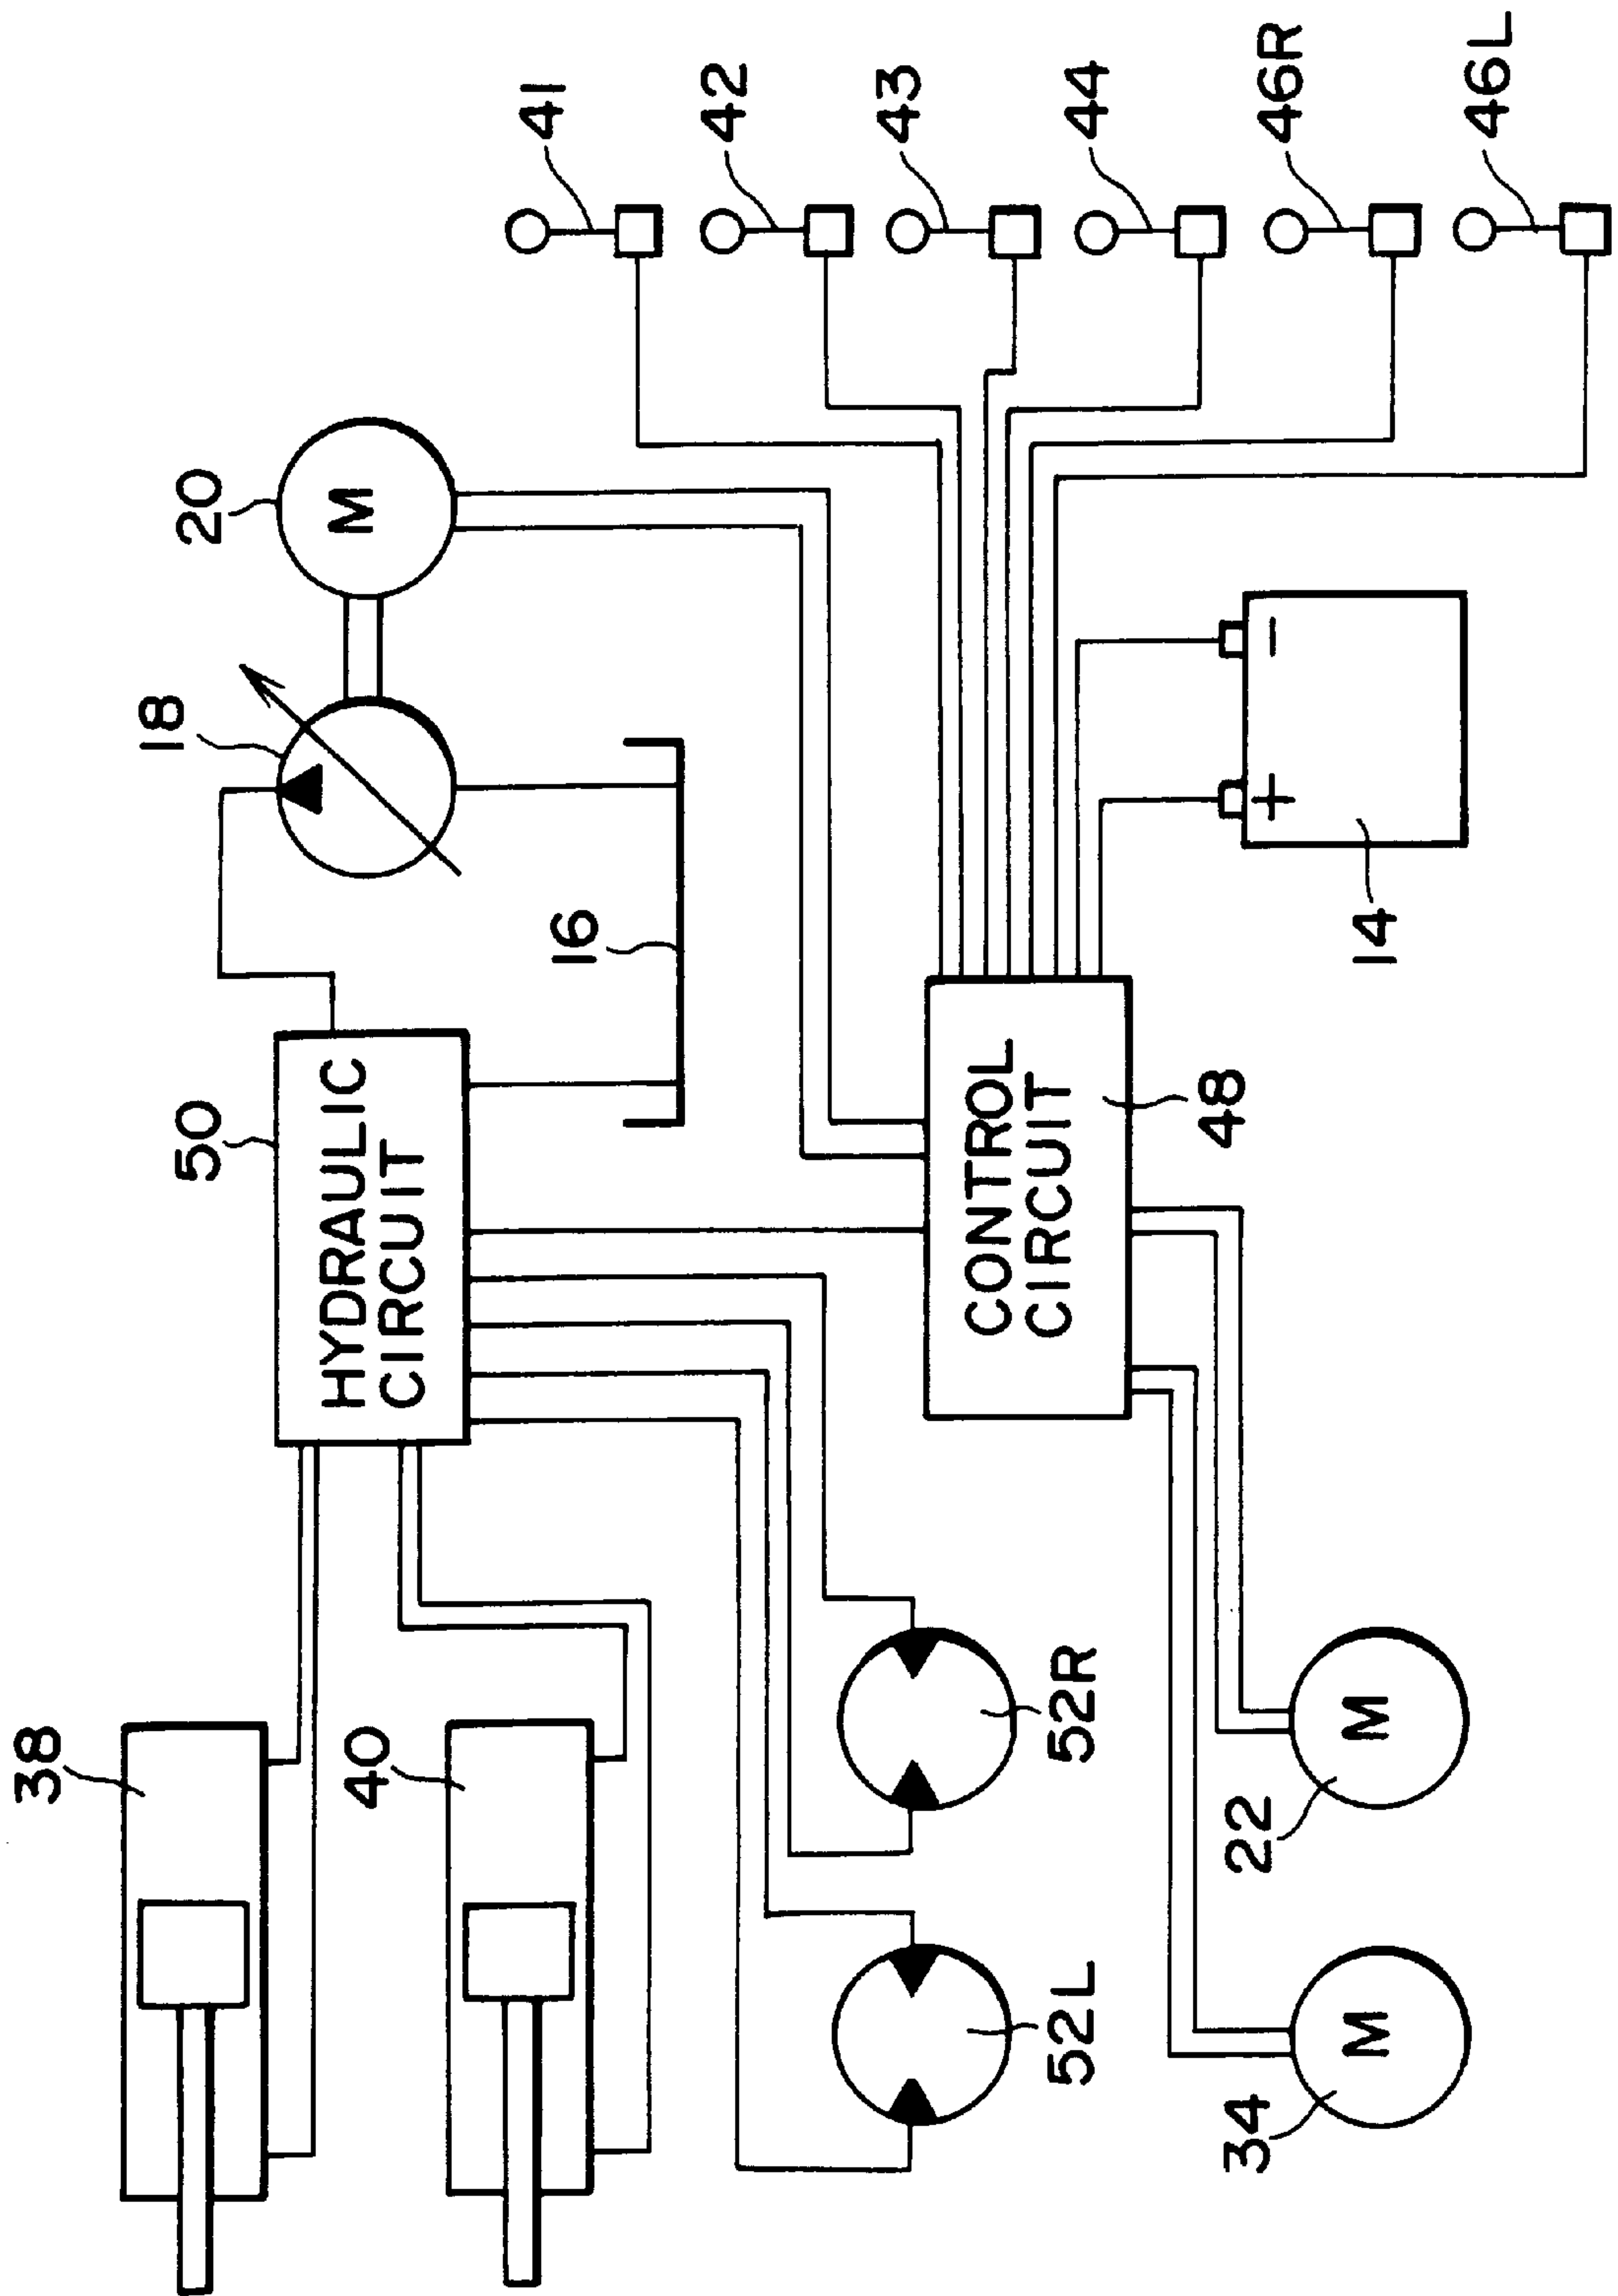 38
40
50
HYDRAULIC
CIRCUIT
18
M
20
16
52L
52R
CONTROL
CIRCUIT
48
34
M
22
M
+
-
14
41
42
43
44
46R
46L